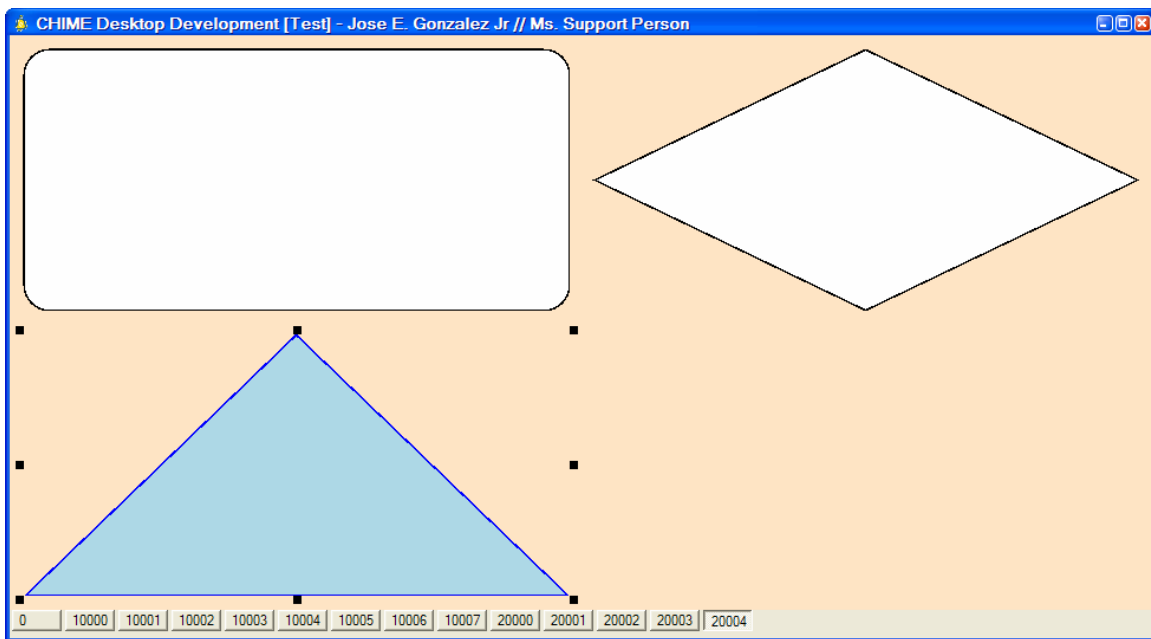 CHIME Desktop Development [Test] - Jose E. Gonzalez Jr // Ms. Support Person
0 10000 10001 10002 10003 10004 10005 10006 10007 20000 20001 20002 20003 20004